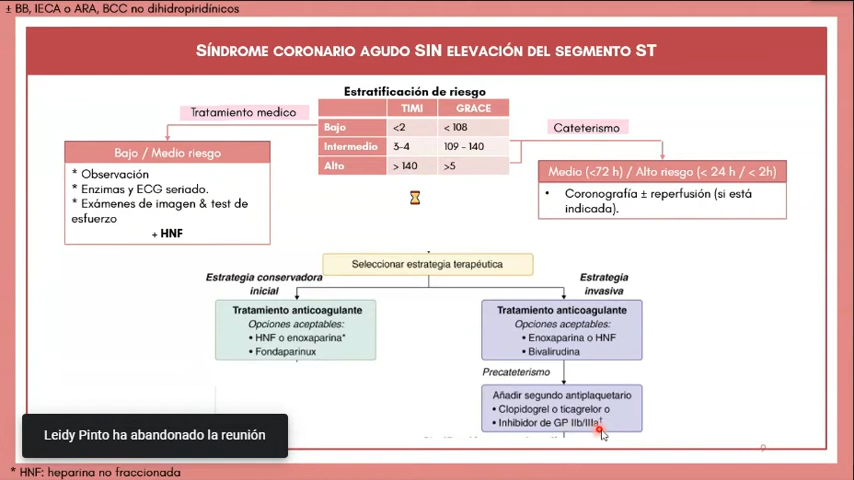 ± BB, IECA o ARA, BCC no dihidropiridínicos
SÍNDROME CORONARIO AGUDO SIN ELEVACIÓN DEL SEGMENTO ST
Estratificación de riesgo
TIMI GRACE
Bajo <2 < 108
Intermedio 3-4 109 - 140
Alto > 140 >5
Tratamiento medico
Bajo / Medio riesgo
* Observación
* Enzimas y ECG seriado.
* Exámenes de imagen & test de
esfuerzo
+ HNF
Cateterismo
Medio (<72 h) / Alto riesgo (< 24 h / < 2h)
• Coronografía ± reperfusión (si está
indicada).
Seleccionar estrategia terapéutica
Estrategia conservadora
inicial
Tratamiento anticoagulante
Opciones aceptables:
• HNF o enoxaparina*
• Fondaparinux
Estrategia
invasiva
Tratamiento anticoagulante
Opciones aceptables:
• Enoxaparina o HNF
• Bivalirudina
Precateterismo
Añadir segundo antiplaquetario
• Clopidogrel o ticagrelor o
• Inhibidor de GP IIb/IIIa†
Leidy Pinto ha abandonado la reunión
9
* HNF: heparina no fraccionada